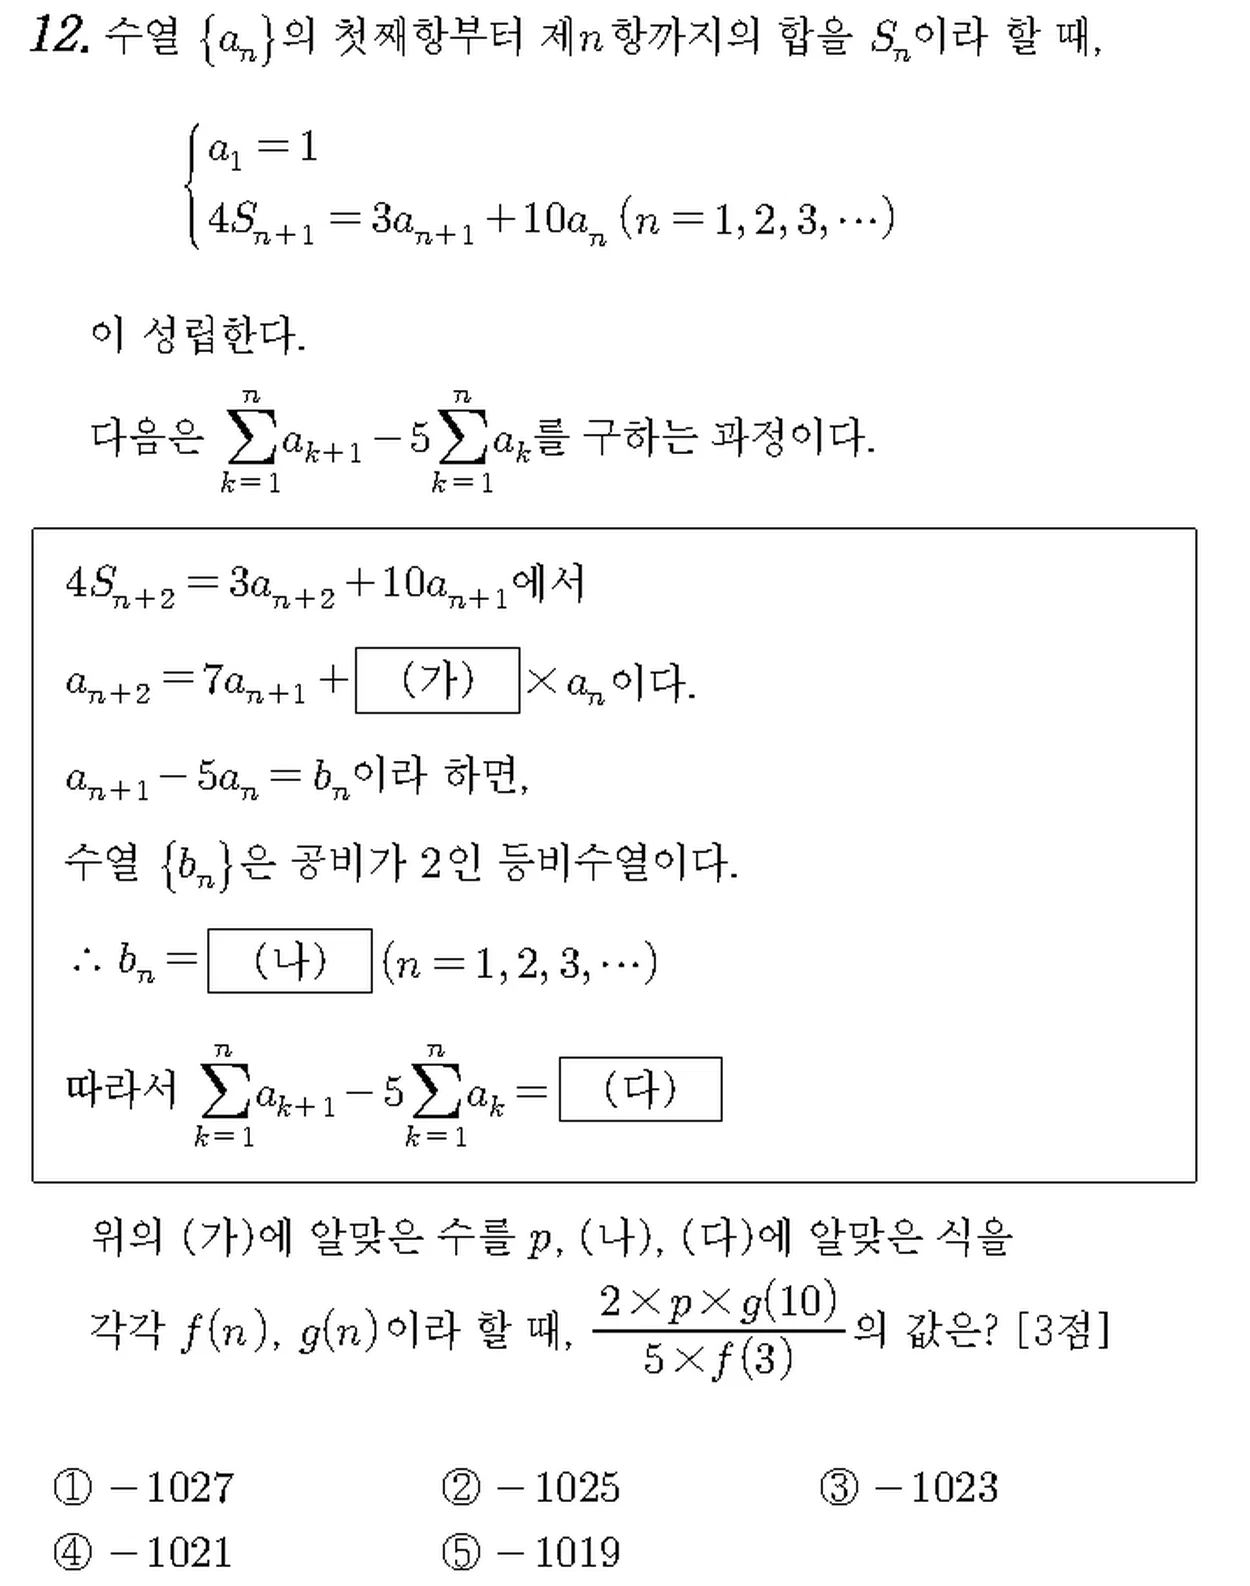 12. 수열 {aₙ}의 첫째항부터 제n항까지의 합을 Sₙ이라 할 때,
a₁ = 1
4Sₙ₊₁ = 3aₙ₊₁ + 10aₙ (n = 1, 2, 3, ⋯)
이 성립한다.
다음은 ∑_{k=1}^{n} a_{k+1} − 5∑_{k=1}^{n} a_k를 구하는 과정이다.
4Sₙ₊₂ = 3aₙ₊₂ + 10aₙ₊₁에서
aₙ₊₂ = 7aₙ₊₁ + (가) × aₙ이다.
aₙ₊₁ − 5aₙ = bₙ이라 하면,
수열 {bₙ}은 공비가 2인 등비수열이다.
∴ bₙ = (나) (n = 1, 2, 3, ⋯)
따라서 ∑_{k=1}^{n} a_{k+1} − 5∑_{k=1}^{n} a_k = (다)
위의 (가)에 알맞은 수를 p, (나), (다)에 알맞은 식을
각각 f(n), g(n)이라 할 때, \frac{2×p×g(10)}{5×f(3)}의 값은? [3점]
① −1027 ② −1025 ③ −1023
④ −1021 ⑤ −1019